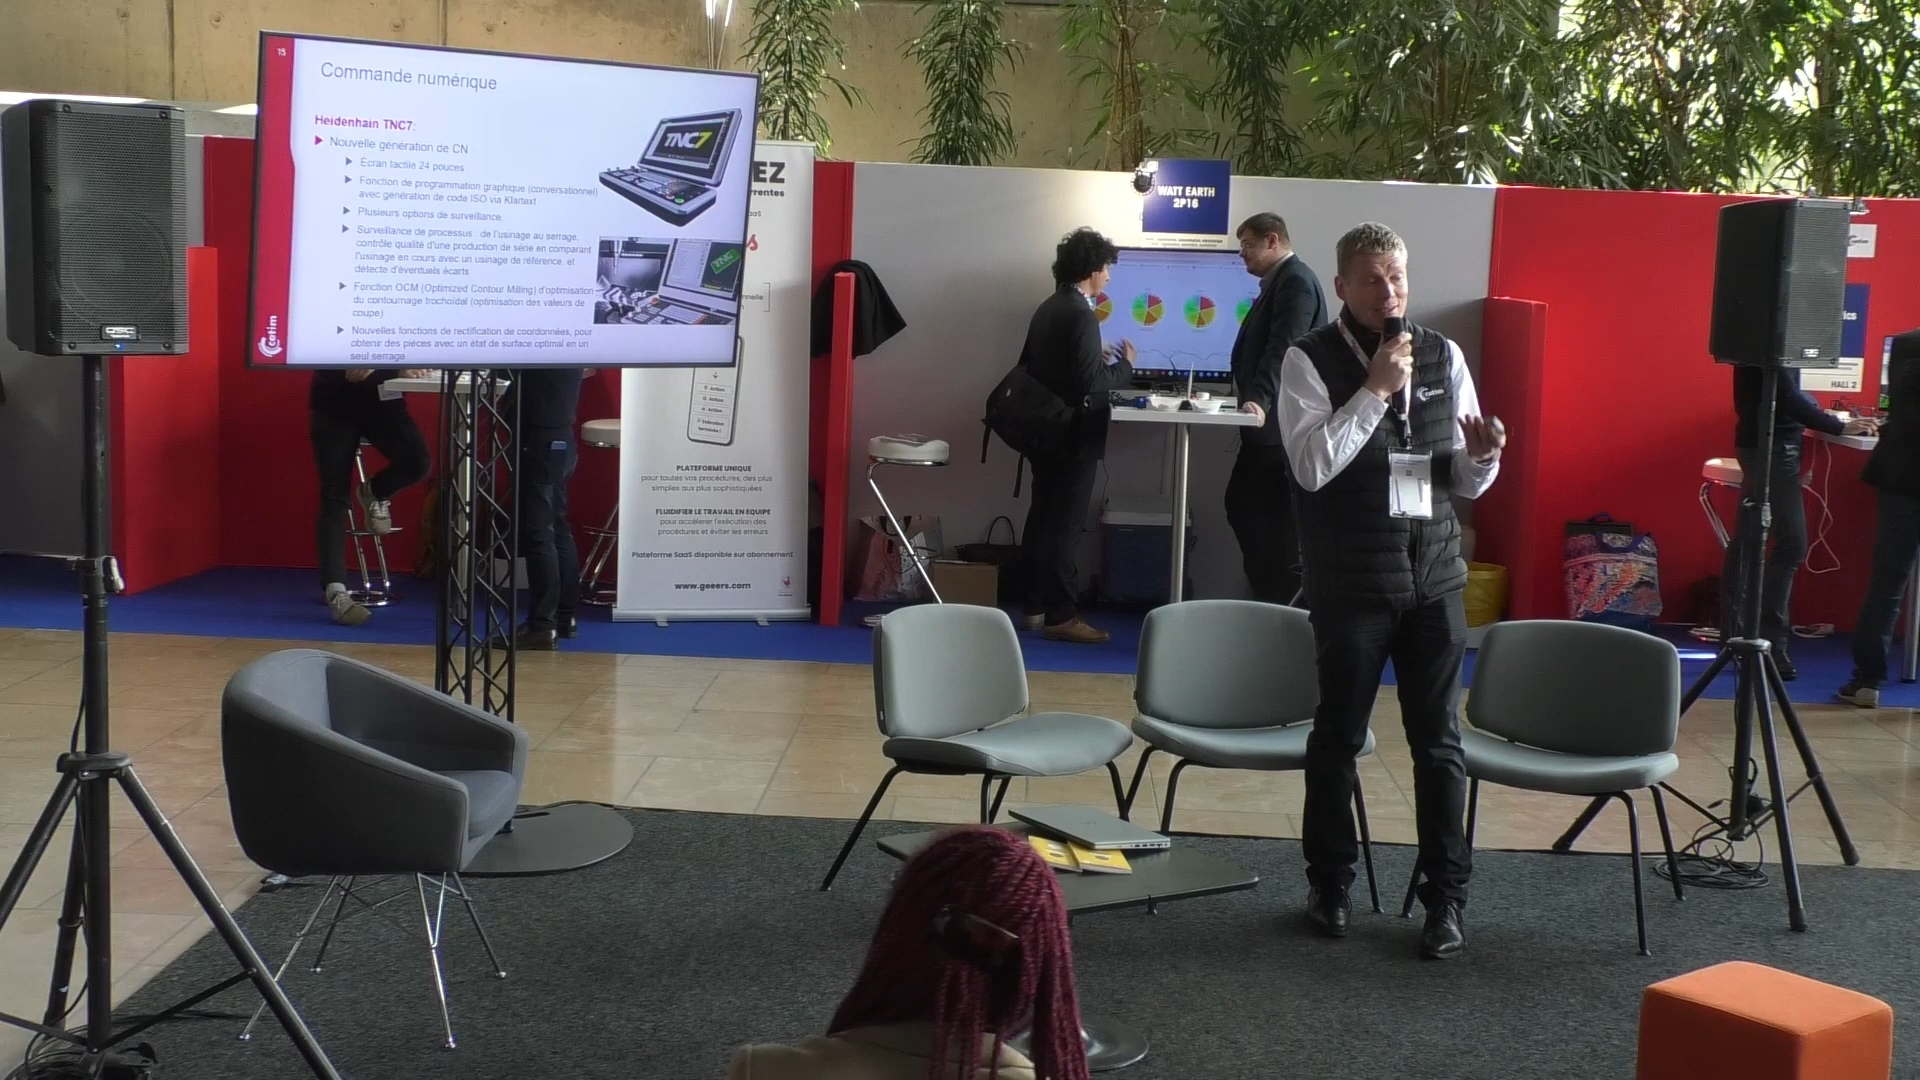 15
Commande numérique
Heidenhain TNC7:
Nouvelle génération de CN
Écran tactile 24 pouces
Fonction de programmation graphique (conversationnel)
avec génération de code ISO via Klartext
Plusieurs options de surveillance,
Surveillance de processus : de l'usinage au serrage,
contrôle qualité d'une production de série en comparant
l'usinage en cours avec un usinage de référence, et
détecte d'éventuels écarts
Fonction OCM (Optimized Contour Milling) d'optimisation
du contournage trochoïdal (optimisation des valeurs de
coupe)
Nouvelles fonctions de rectification de coordonnées, pour
obtenir des pièces avec un état de surface optimal en un
seul serrage
cetim
TNC7
TNC
QSC
EZ
PLATEFORME UNIQUE
pour toutes vos procédures, des plus
simples aux plus sophistiquées
FLUIDIFIER LE TRAVAIL EN EQUIPE
pour accélerer l'exécution des
procédures et éviter les erreurs
Plateforme SaaS disponible sur abonnement
www.geeers.com
WATT EARTH
2P16
cetim
HALL 2